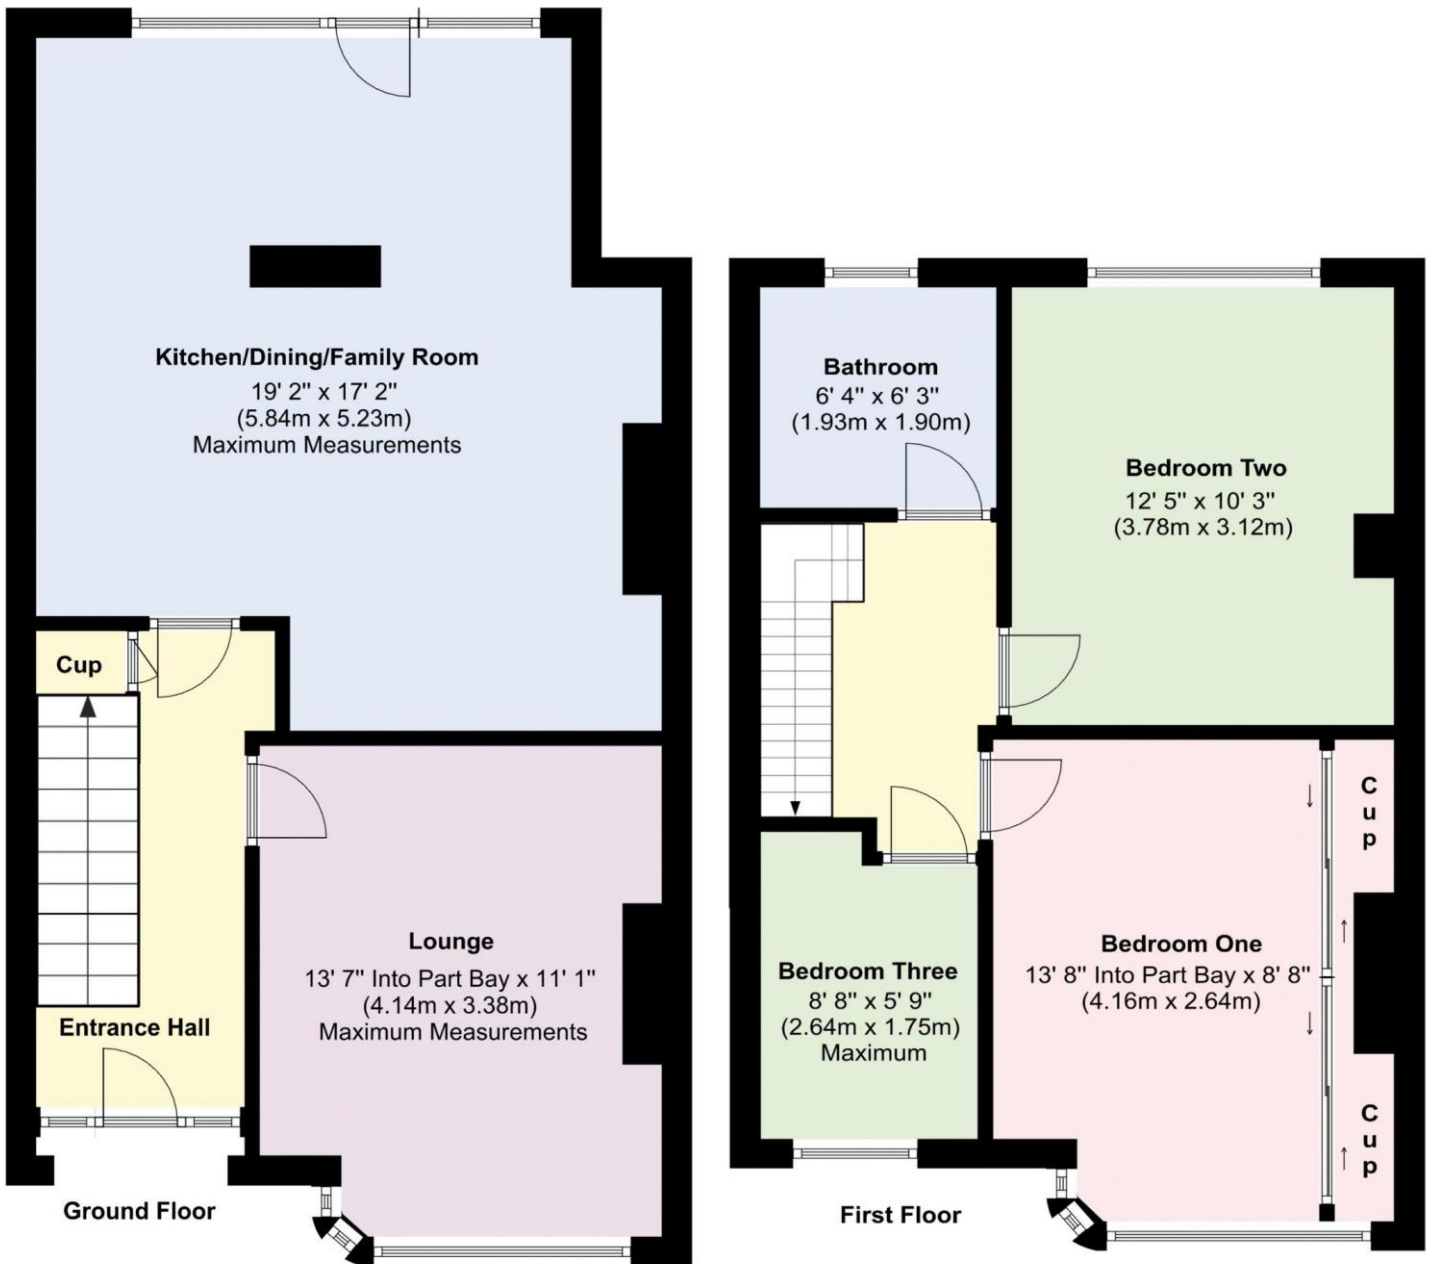 Kitchen/Dining/Family Room
19' 2" x 17' 2"
(5.84m x 5.23m)
Maximum Measurements
Cup
Entrance Hall
Lounge
13' 7" Into Part Bay x 11' 1"
(4.14m x 3.38m)
Maximum Measurements
Ground Floor
Bathroom
6' 4" x 6' 3"
(1.93m x 1.90m)
Bedroom Two
12' 5" x 10' 3"
(3.78m x 3.12m)
Bedroom Three
8' 8" x 5' 9"
(2.64m x 1.75m)
Maximum
Bedroom One
13' 8" Into Part Bay x 8' 8"
(4.16m x 2.64m)
Cup
Cup
First Floor